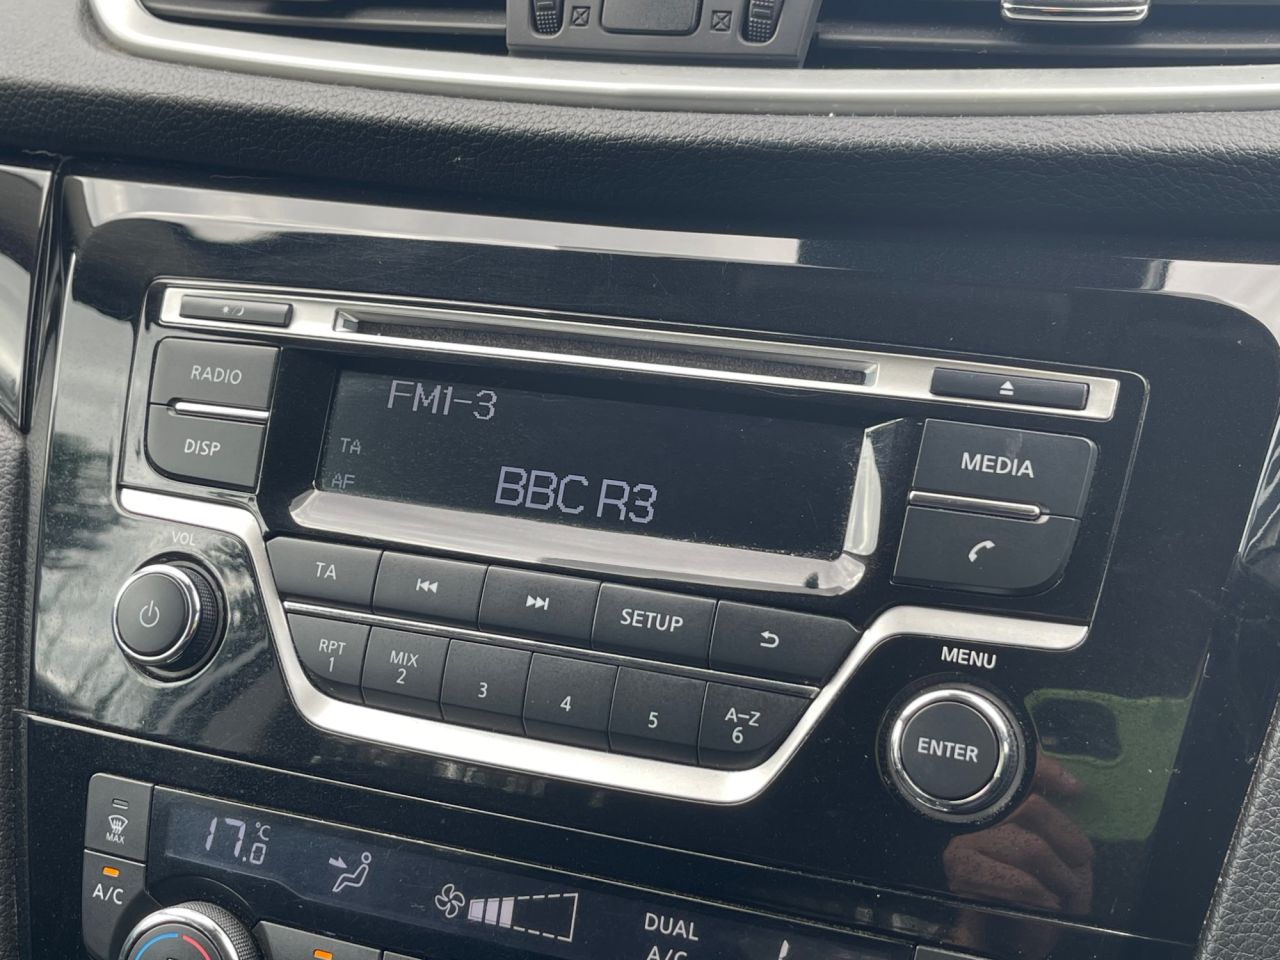 RADIO
DISP
FM1-3
TA
AF
BBC R3
MEDIA
VOL
TA
SETUP
RPT
1
MIX
2
3
4
5
A-Z
6
MENU
ENTER
MAX
A/C
17.0
°C
DUAL
A/C